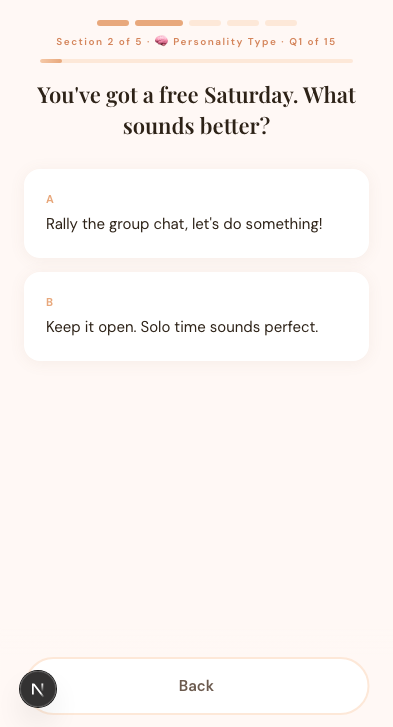 Section 2 of 5 · 🧠 Personality Type · Q1 of 15
You've got a free Saturday. What
sounds better?
A
Rally the group chat, let's do something!
B
Keep it open. Solo time sounds perfect.
Back
N